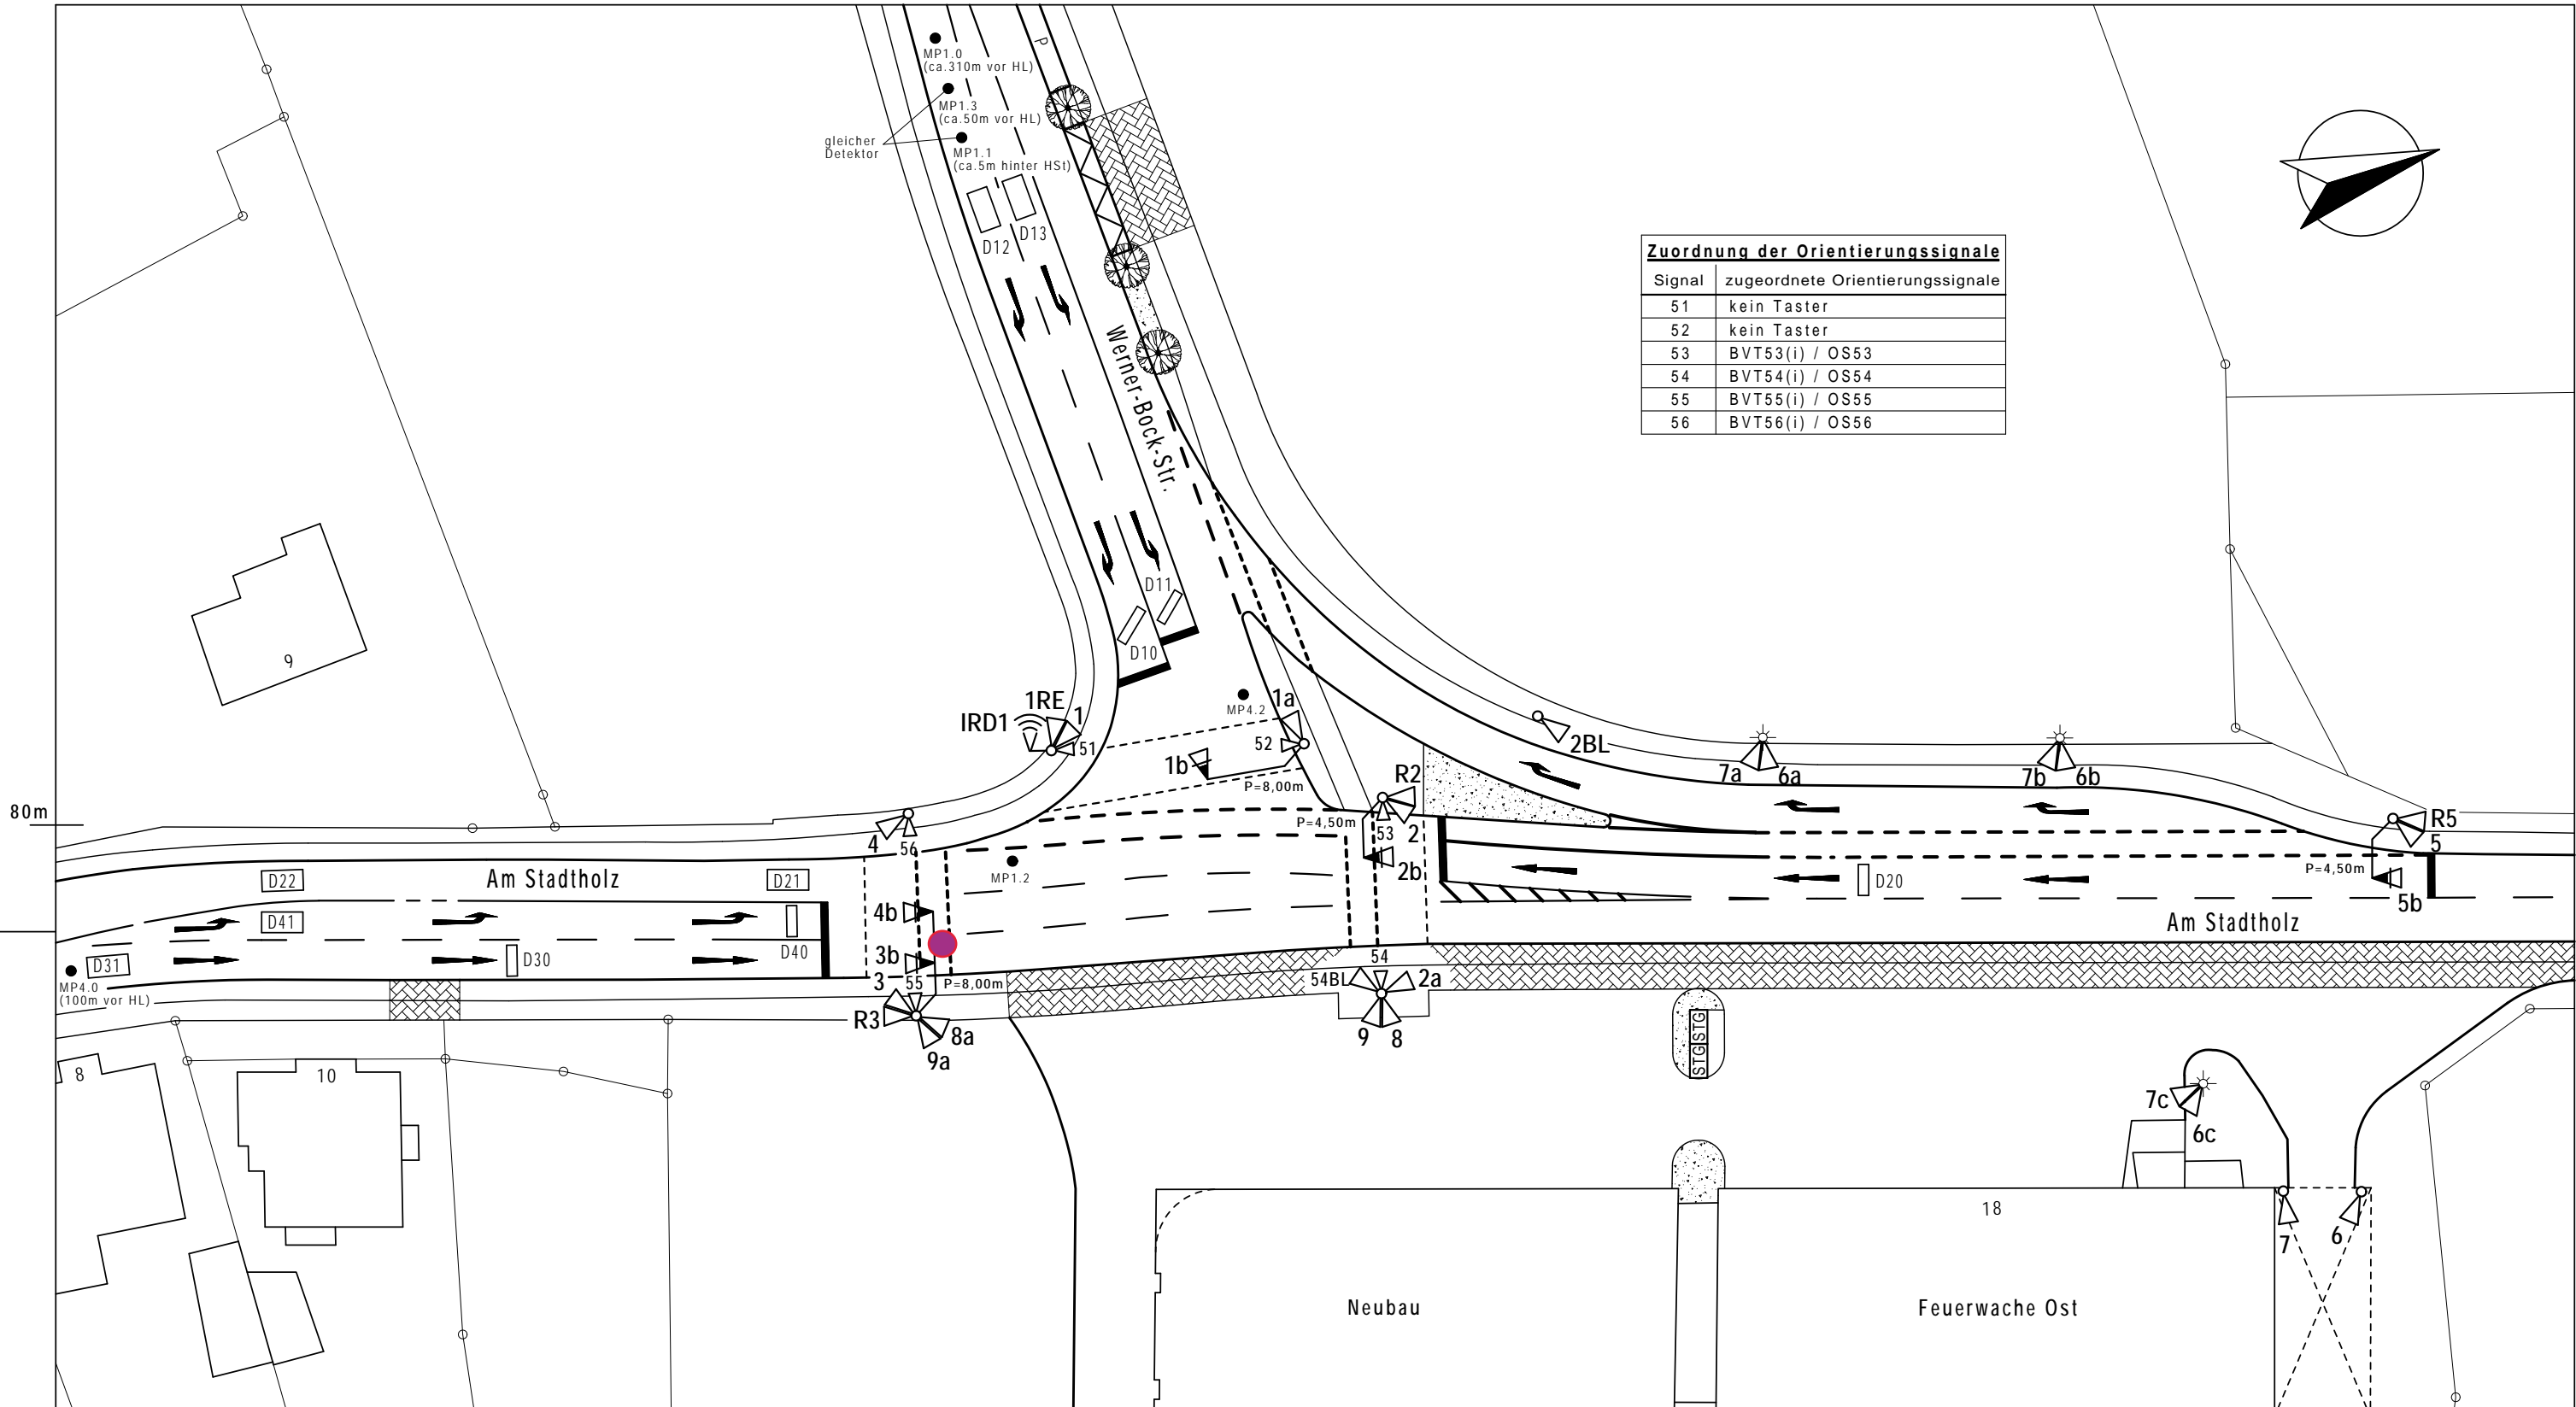 P
MP1.0
(ca.310m vor HL)
MP1.3
(ca.50m vor HL)
gleicher
Detektor
MP1.1
(ca.5m hinter HSt)
D12
D13
Werner-Bock-Str.
Zuordnung der Orientierungssignale
Signal zugeordnete Orientierungssignale
51 kein Taster
52 kein Taster
53 BVT53(i) / OS53
54 BVT54(i) / OS54
55 BVT55(i) / OS55
56 BVT56(i) / OS56
9
D11
D10
1RE
1
IRD1
51
MP4.2
1a
52
1b
P=8,00m
2BL
7a
6a
7b
6b
R2
P=4,50m
53
2
2b
R5
5
P=4,50m
5b
80m
4
56
D22
Am Stadtholz
D21
MP1.2
D20
D41
4b
Am Stadtholz
D31
D30
D40
3b
MP4.0
(100m vor HL)
3
55
P=8,00m
54
54BL
2a
R3
8a
9a
9
8
STG
STG
8
10
7c
6c
18
7
6
Neubau
Feuerwache Ost